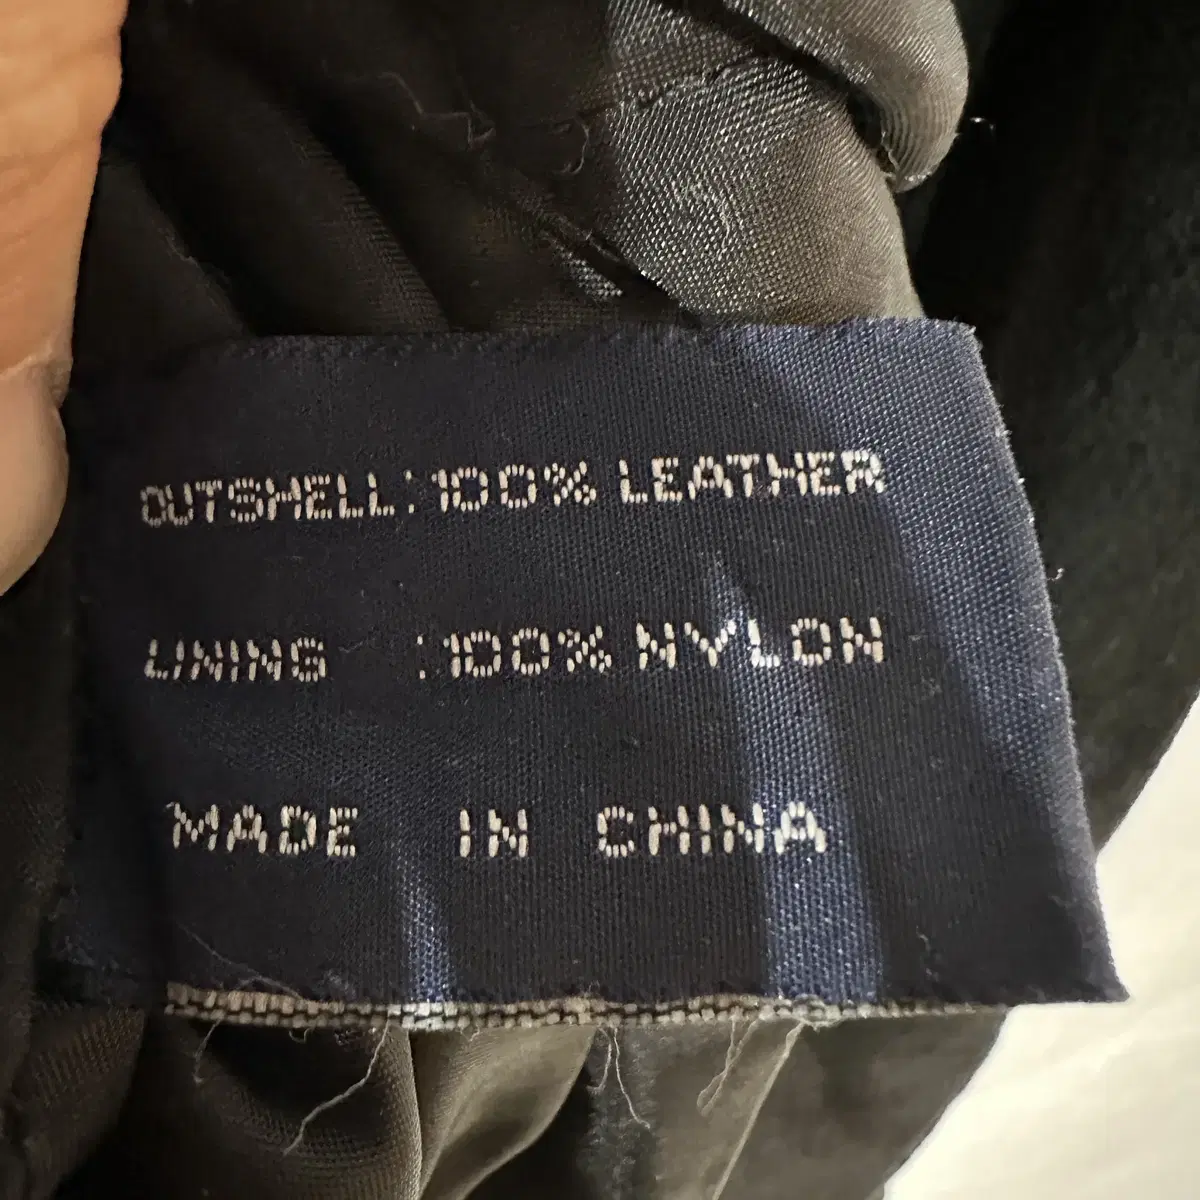 OUTSHELL:100% LEATHER
LINING :100% NYLON
MADE IN CHINA